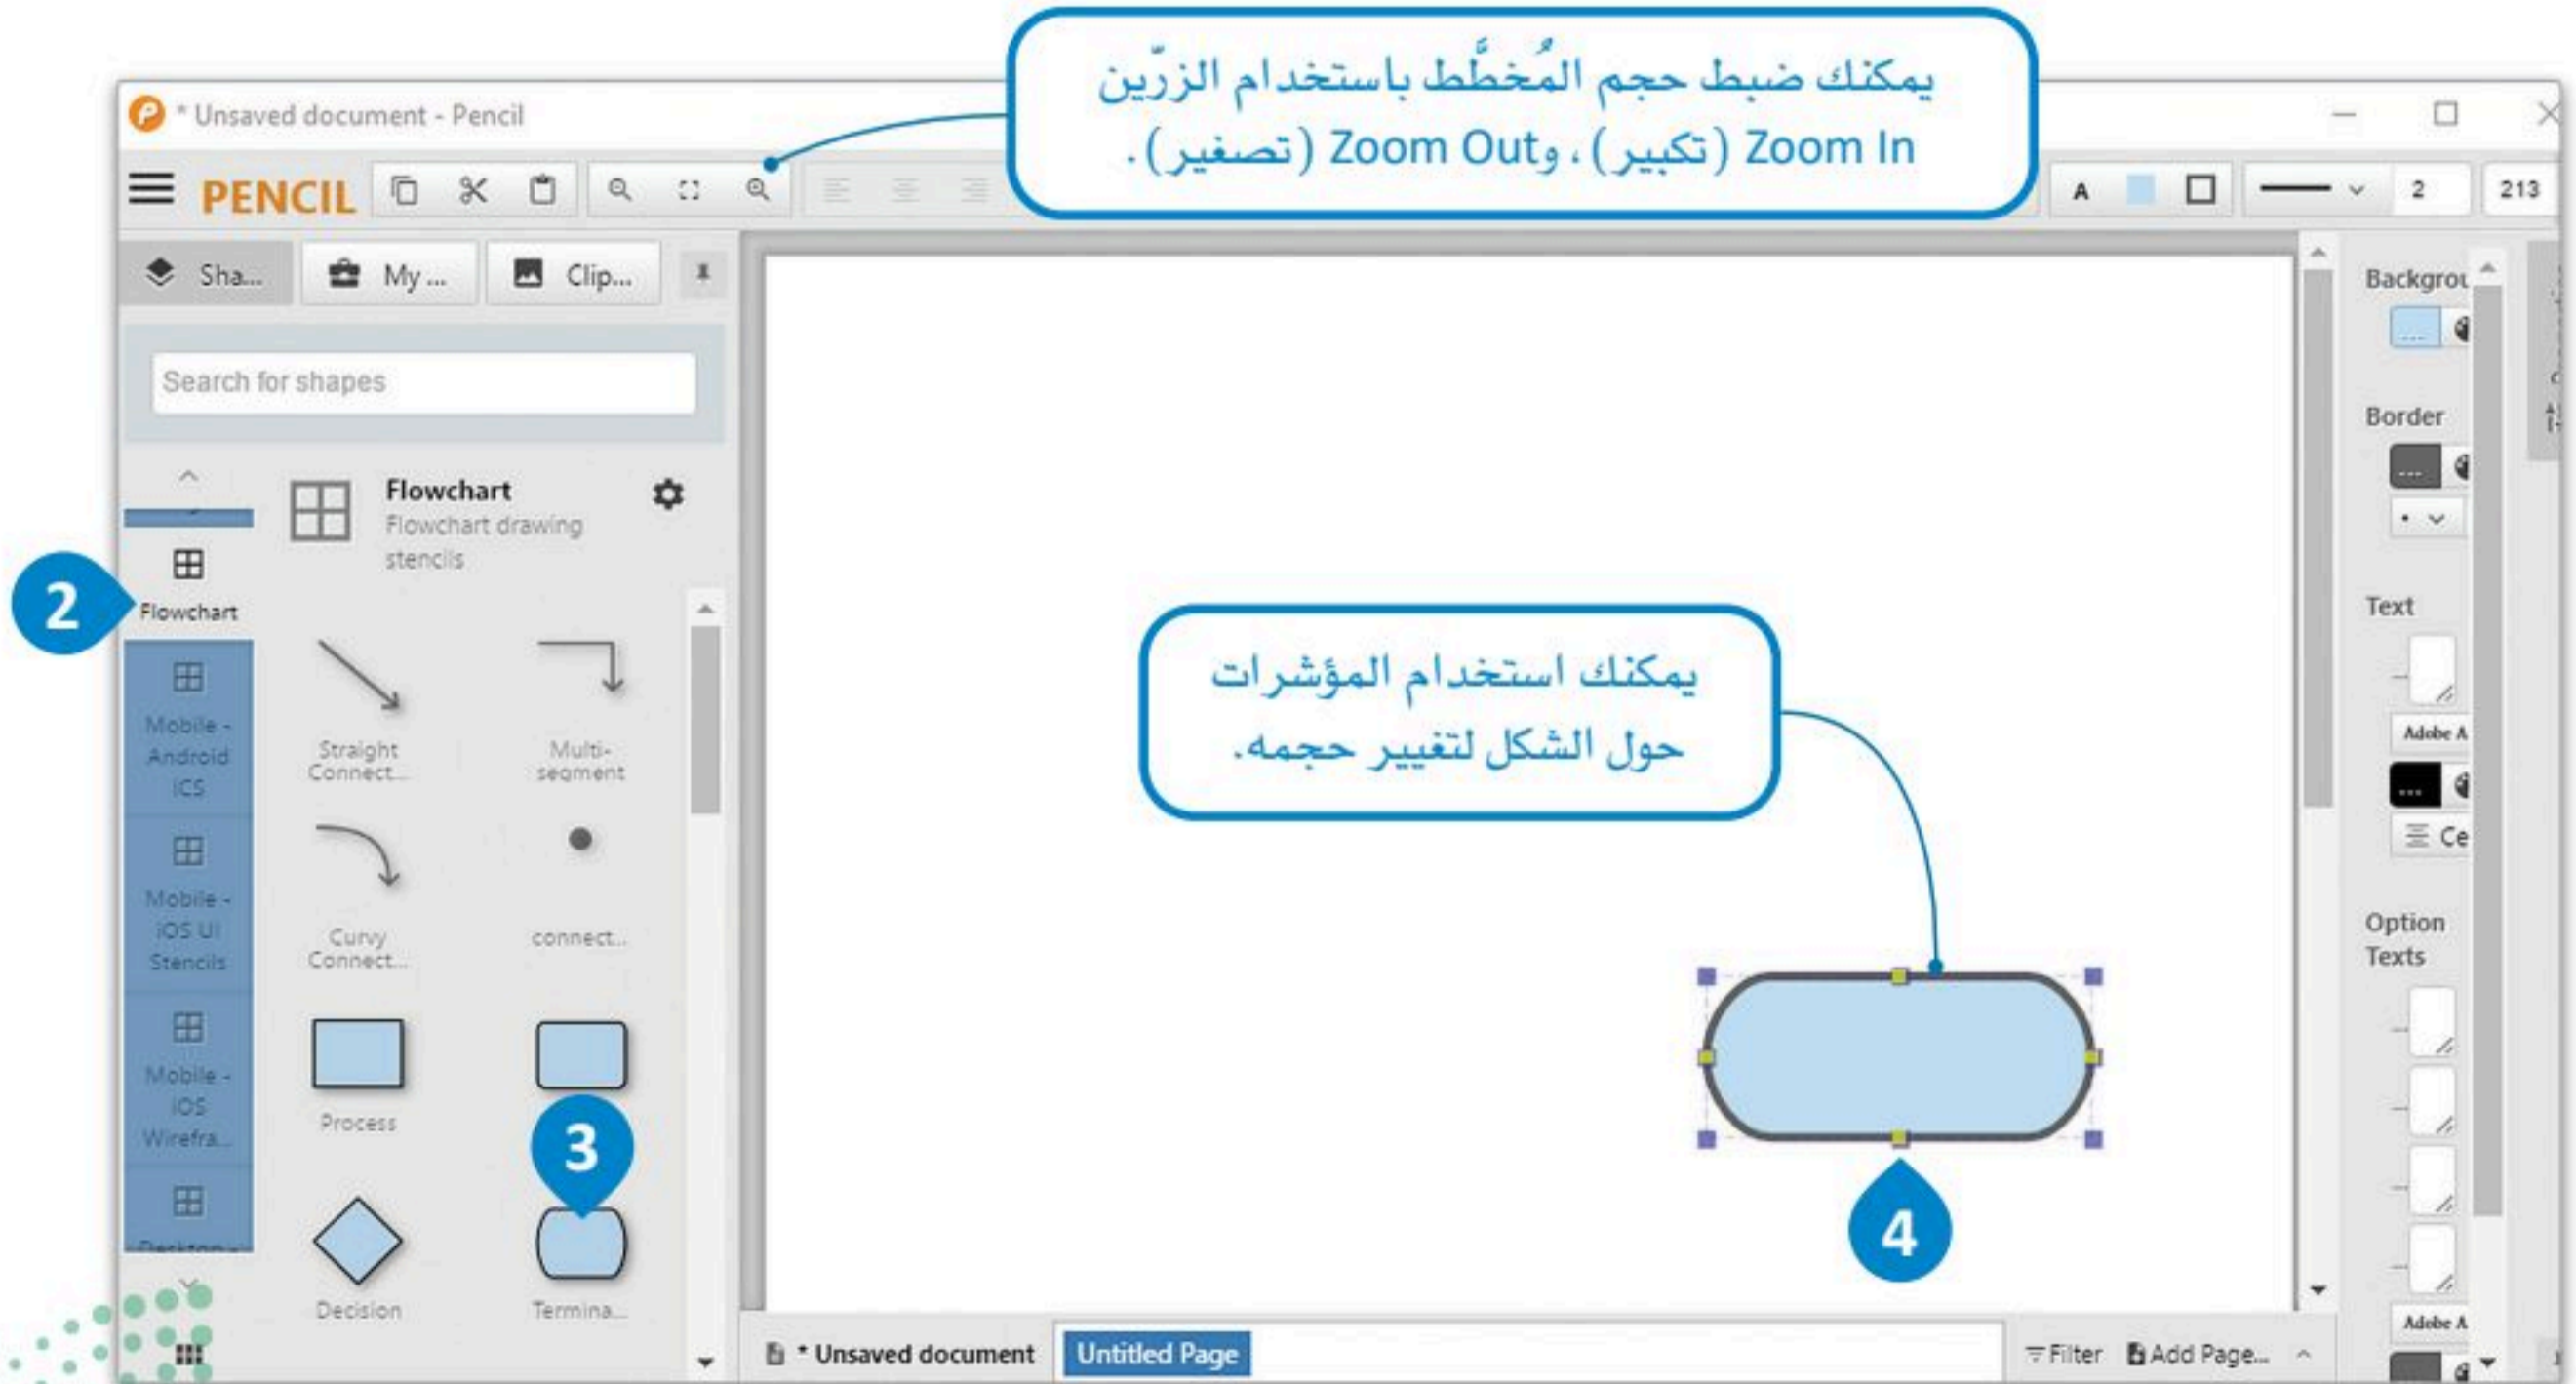 يمكنك ضبط حجم المُخطَّط باستخدام الزرّين
Zoom In (تكبير)، وZoom Out (تصغير).
* Unsaved document - Pencil
PENCIL
A
2
213
Sha...
My ...
Clip...
Search for shapes
Flowchart
Flowchart drawing
stencils
2
Flowchart
Mobile -
Android
ICS
Mobile -
iOS UI
Stencils
Mobile -
iOS
Wirefra...
Desktop -
Straight
Connect...
Multi-
segment
Curvy
Connect...
connect...
Process
3
Decision
Termina...
يمكنك استخدام المؤشرات
حول الشكل لتغيير حجمه.
4
Backgrou
...
Border
...
Text
Adobe A
...
Ce
Option
Texts
Adobe A
* Unsaved document
Untitled Page
Filter
Add Page...